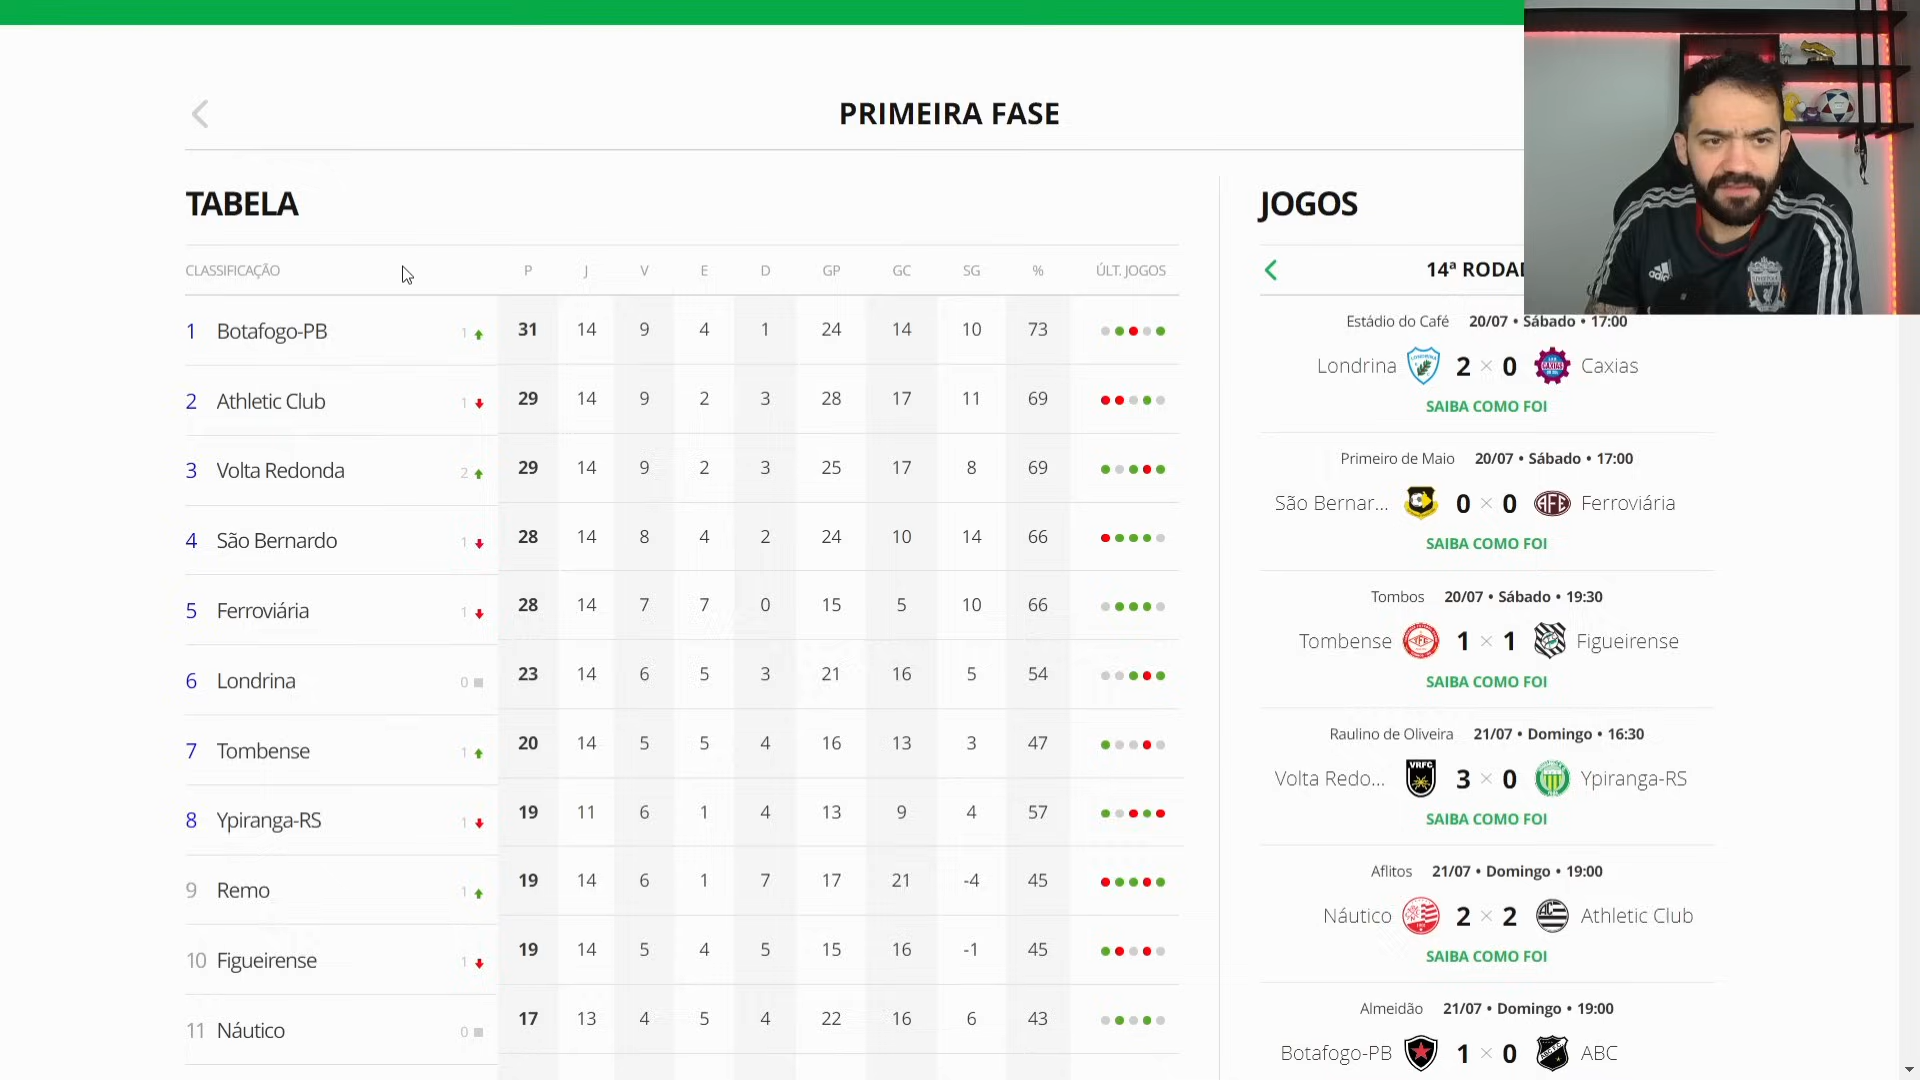 PRIMEIRA FASE
TABELA
CLASSIFICAÇÃO P J V E D GP GC SG % ÚLT. JOGOS
1 Botafogo-PB 1 31 14 9 4 1 24 14 10 73
2 Athletic Club 1 29 14 9 2 3 28 17 11 69
3 Volta Redonda 2 29 14 9 2 3 25 17 8 69
4 São Bernardo 1 28 14 8 4 2 24 10 14 66
5 Ferroviária 1 28 14 7 7 0 15 5 10 66
6 Londrina 0 23 14 6 5 3 21 16 5 54
7 Tombense 1 20 14 5 5 4 16 13 3 47
8 Ypiranga-RS 1 19 11 6 1 4 13 9 4 57
9 Remo 1 19 14 6 1 7 17 21 -4 45
10 Figueirense 1 19 14 5 4 5 15 16 -1 45
11 Náutico 0 17 13 4 5 4 22 16 6 43
JOGOS
14ª RODA
Estádio do Café 20/07 • Sábado • 17:00
Londrina 2 × 0 Caxias
SAIBA COMO FOI
Primeiro de Maio 20/07 • Sábado • 17:00
São Bernar... 0 × 0 Ferroviária
SAIBA COMO FOI
Tombos 20/07 • Sábado • 19:30
Tombense 1 × 1 Figueirense
SAIBA COMO FOI
Raulino de Oliveira 21/07 • Domingo • 16:30
Volta Redo... 3 × 0 Ypiranga-RS
SAIBA COMO FOI
Aflitos 21/07 • Domingo • 19:00
Náutico 2 × 2 Athletic Club
SAIBA COMO FOI
Almeidão 21/07 • Domingo • 19:00
Botafogo-PB 1 × 0 ABC